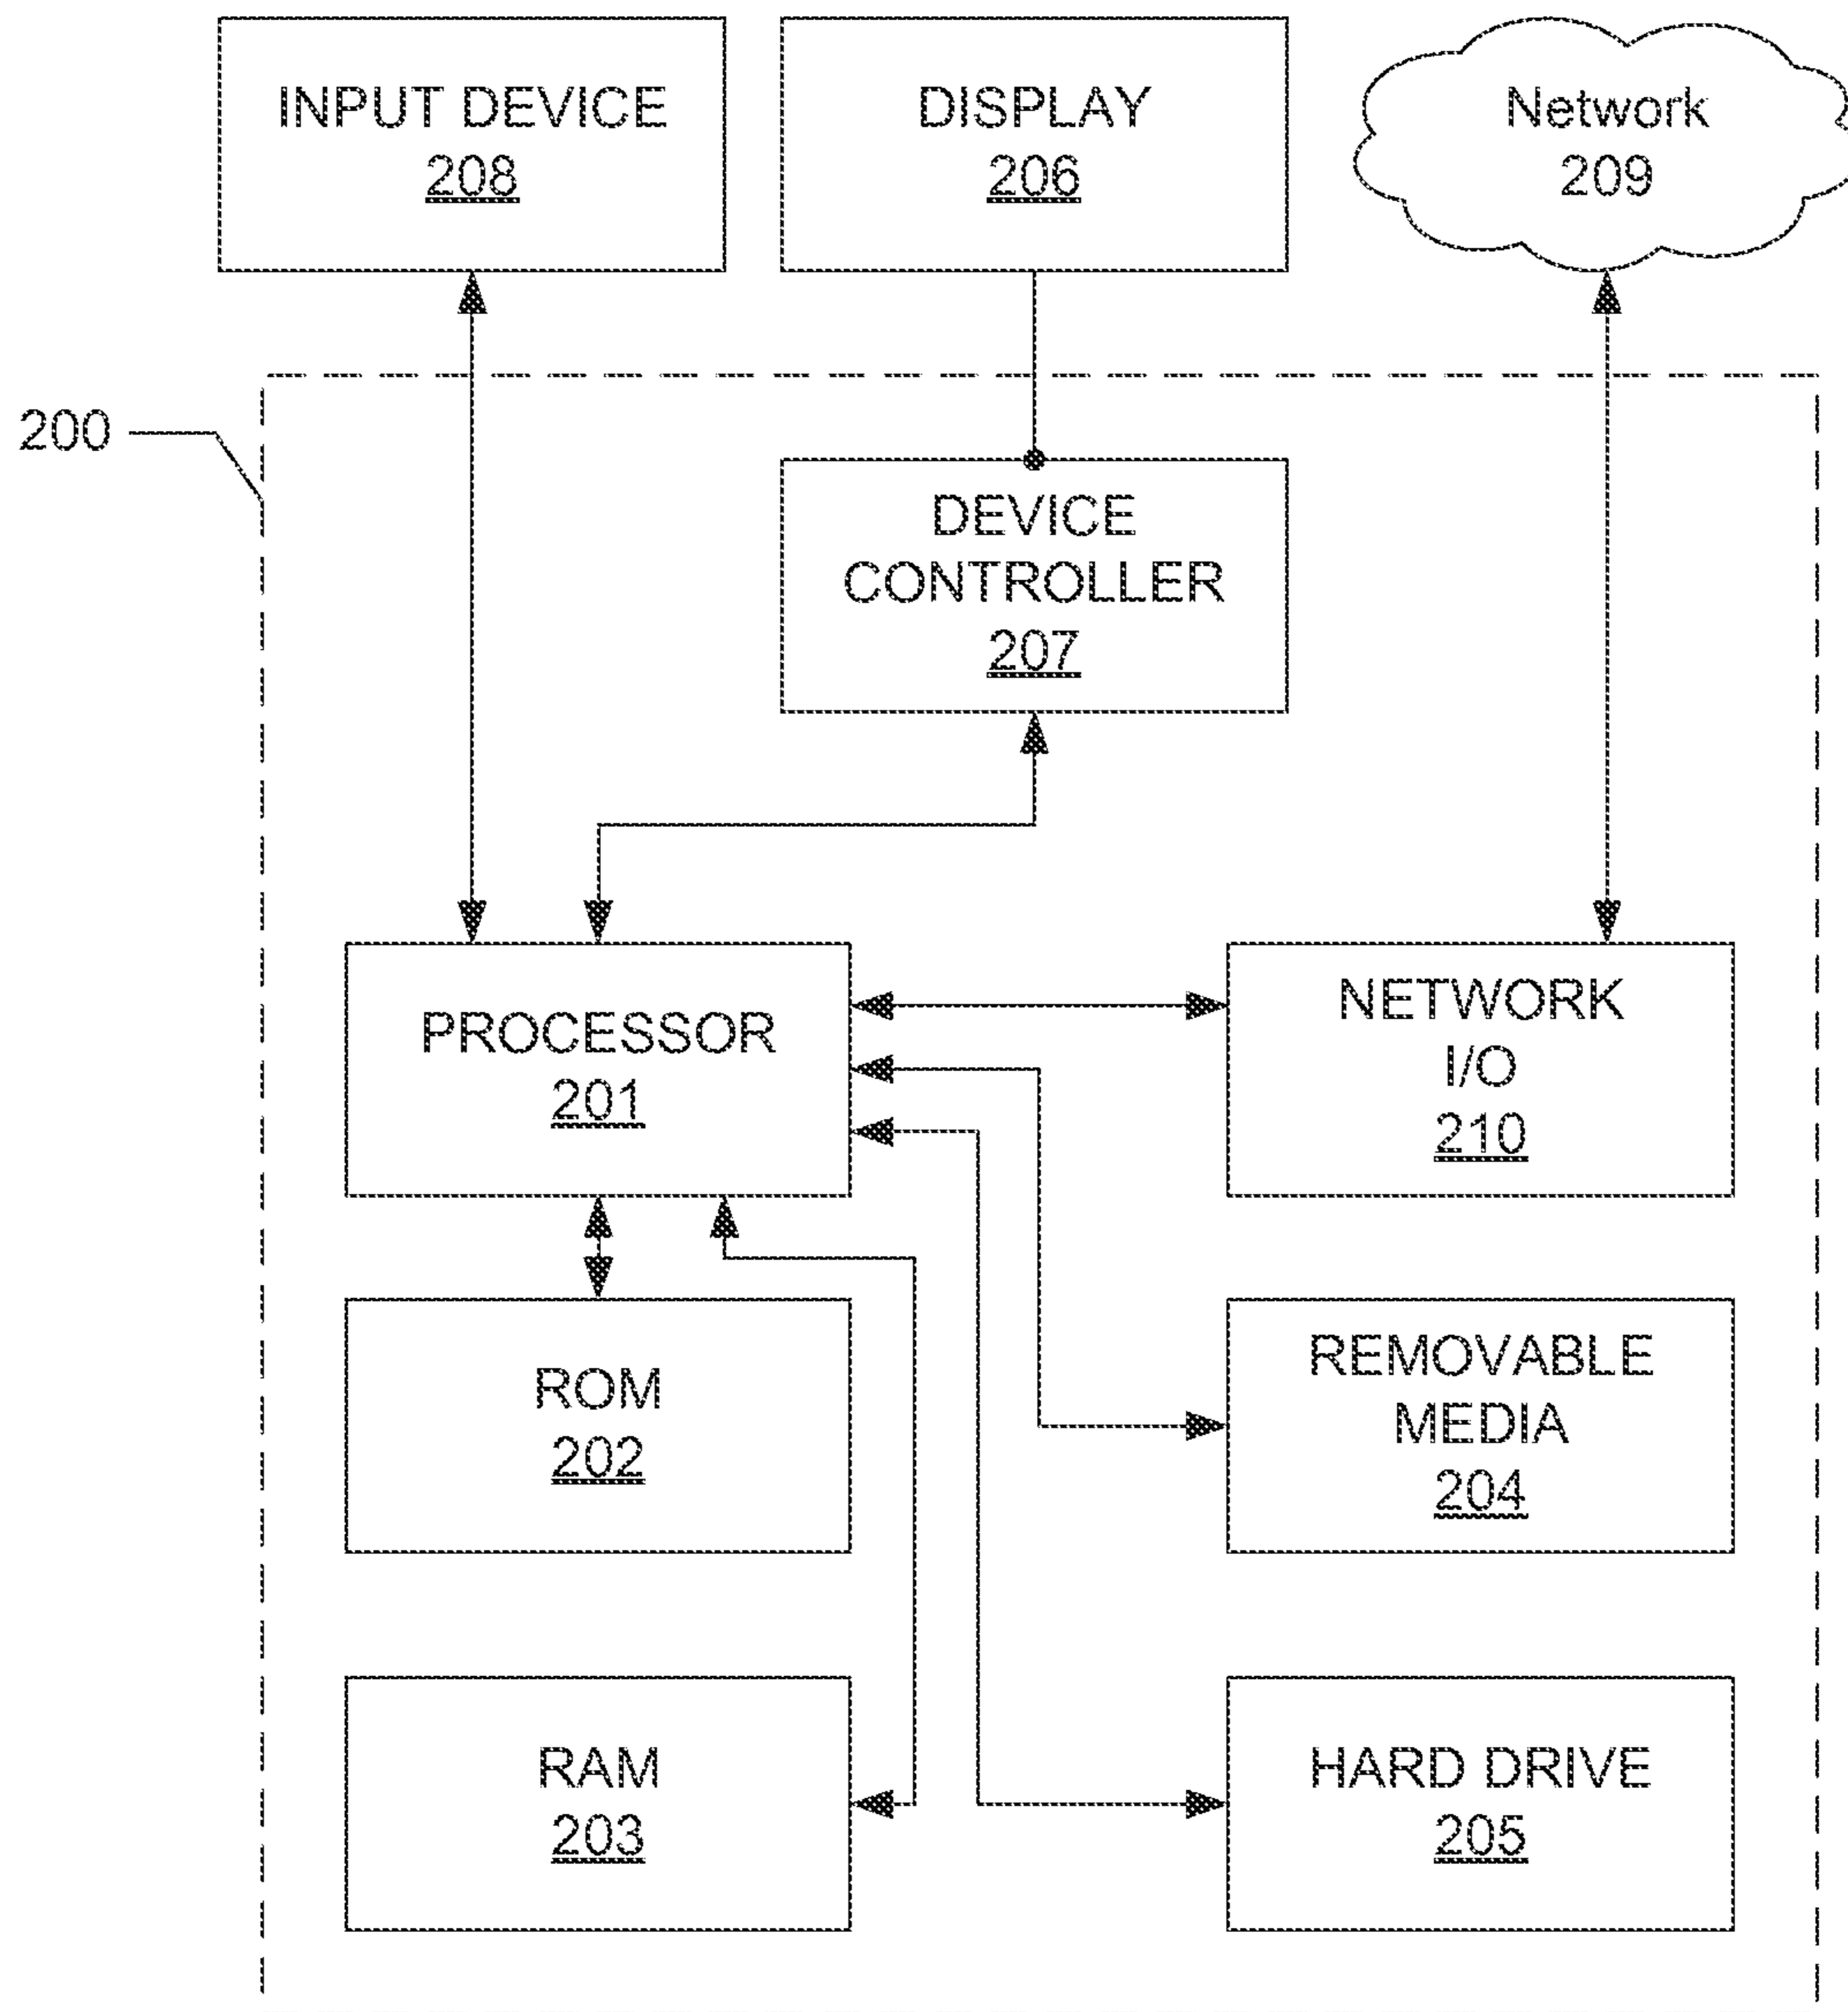 INPUT DEVICE
208
DISPLAY
206
Network
209
200
DEVICE
CONTROLLER
207
PROCESSOR
201
NETWORK
I/O
210
ROM
202
REMOVABLE
MEDIA
204
RAM
203
HARD DRIVE
205